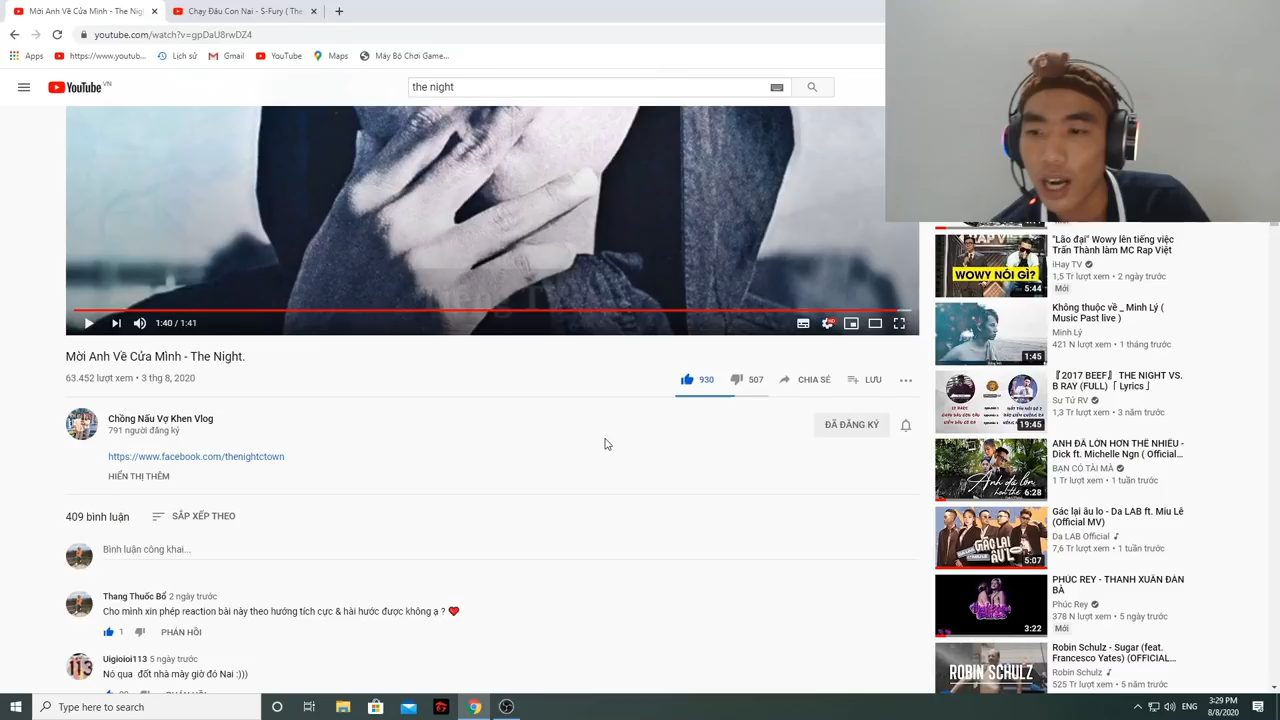 Mời Anh Về Cửa Mình - The Nigh
Chạy Đâu Con Nai - S-Fury ( The
youtube.com/watch?v=gpDaU8rwDZ4
Apps
https://www.youtub...
Lịch sử
Gmail
YouTube
Maps
Máy Bộ Chơi Game...
YouTube VN
the night
1:40 / 1:41
Mời Anh Về Cửa Mình - The Night.
63.452 lượt xem • 3 thg 8, 2020
930
507
CHIA SẺ
LƯU
Chồng Nấu Vợ Khen Vlog
791 người đăng ký
ĐÃ ĐĂNG KÝ
https://www.facebook.com/thenightctown
HIỂN THỊ THÊM
409 bình luận
SẮP XẾP THEO
Bình luận công khai...
Thang Thuốc Bổ 2 ngày trước
Cho mình xin phép reaction bài này theo hướng tích cực & hài hước được không ạ ? ❤
1
PHẢN HỒI
Uigioioi113 5 ngày trước
Nó qua đốt nhà mày giờ đó Nai :)))
WOWY NÓI GÌ?
5:44
"Lão đại" Wowy lên tiếng việc
Trấn Thành làm MC Rap Việt
iHay TV
1,5 Tr lượt xem • 2 ngày trước
Mới
1:45
Không thuộc về _ Minh Lý (
Music Past live )
Minh Lý
421 N lượt xem • 1 tháng trước
19:45
『2017 BEEF』 THE NIGHT VS.
B RAY (FULL)「 Lyrics 」
Sư Tử RV
1,3 Tr lượt xem • 3 năm trước
Anh đã lớn hơn thế
6:28
ANH ĐÃ LỚN HƠN THẾ NHIỀU -
Dick ft. Michelle Ngn ( Official...
BẠN CÓ TÀI MÀ
1 Tr lượt xem • 1 tuần trước
GÁC LẠI ÂU LO
5:07
Gác lại âu lo - Da LAB ft. Miu Lê
(Official MV)
Da LAB Official
7,6 Tr lượt xem • 1 tuần trước
3:22
PHÚC REY - THANH XUÂN ĐÀN
BÀ
Phúc Rey
378 N lượt xem • 5 ngày trước
Mới
ROBIN SCHULZ
Robin Schulz - Sugar (feat.
Francesco Yates) (OFFICIAL...
Robin Schulz
525 Tr lượt xem • 5 năm trước
Type here to search
ENG
3:29 PM
8/8/2020